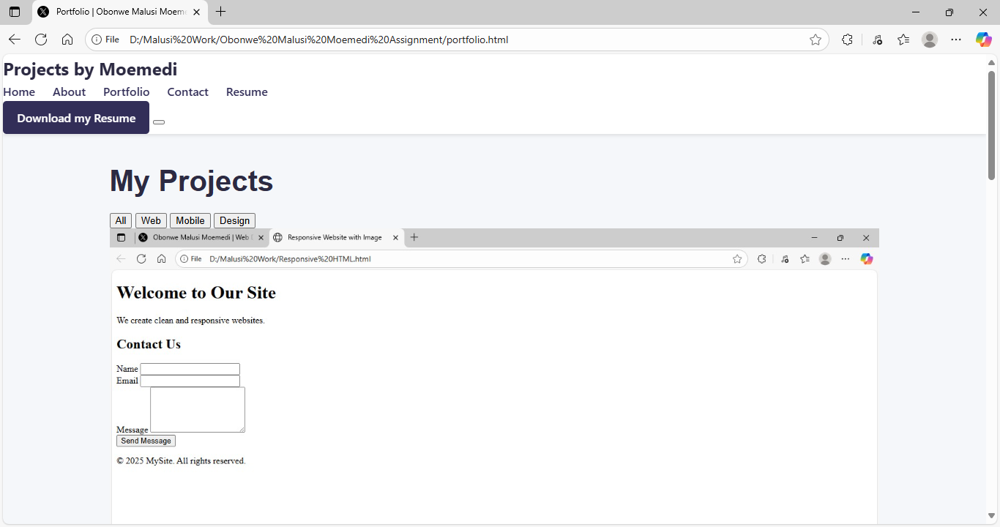 Portfolio | Obonwe Malusi Moem
File D:/Malusi%20Work/Obonwe%20Malusi%20Moemedi%20Assignment/portfolio.html
Projects by Moemedi
Home About Portfolio Contact Resume
Download my Resume
My Projects
All Web Mobile Design
Obonwe Malusi Moemedi | Web Responsive Website with Image
File D:/Malusi%20Work/Responsive%20HTML.html
Welcome to Our Site
We create clean and responsive websites.
Contact Us
Name
Email
Message
Send Message
© 2025 MySite. All rights reserved.